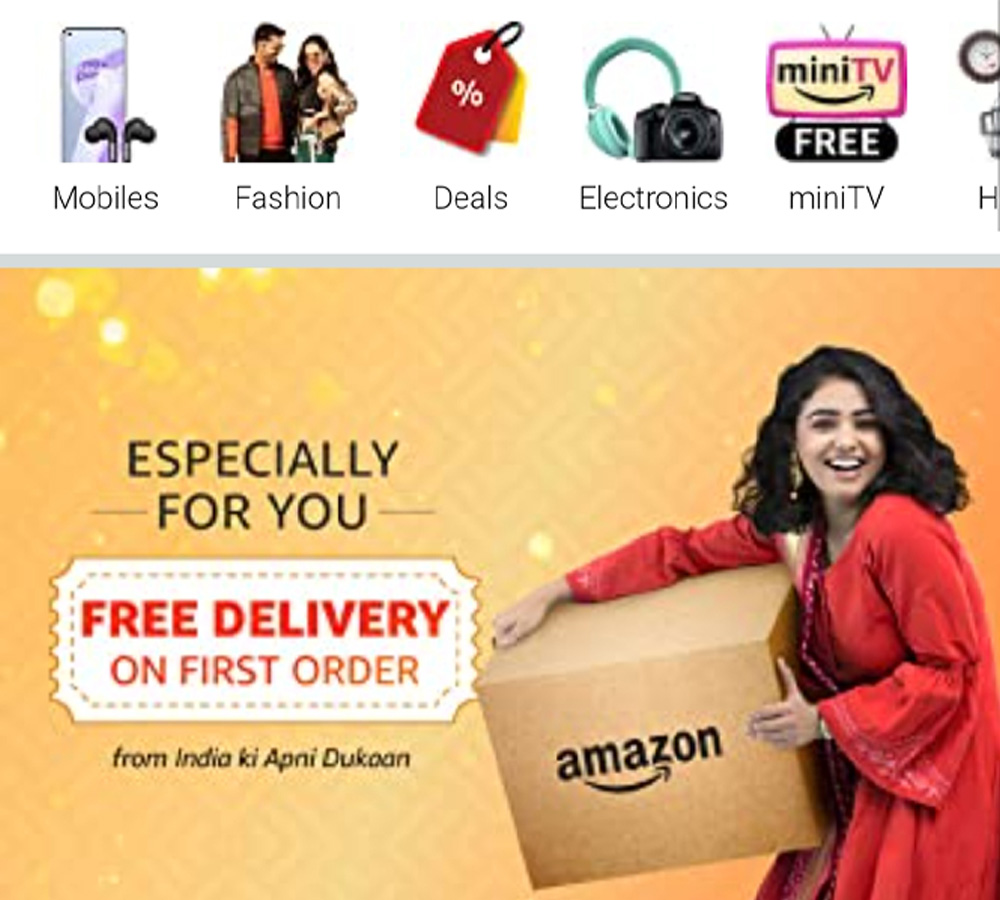 %
miniTV
FREE
Mobiles
Fashion
Deals
Electronics
miniTV
H
ESPECIALLY
FOR YOU
FREE DELIVERY
ON FIRST ORDER
from India ki Apni Dukaan
amazon